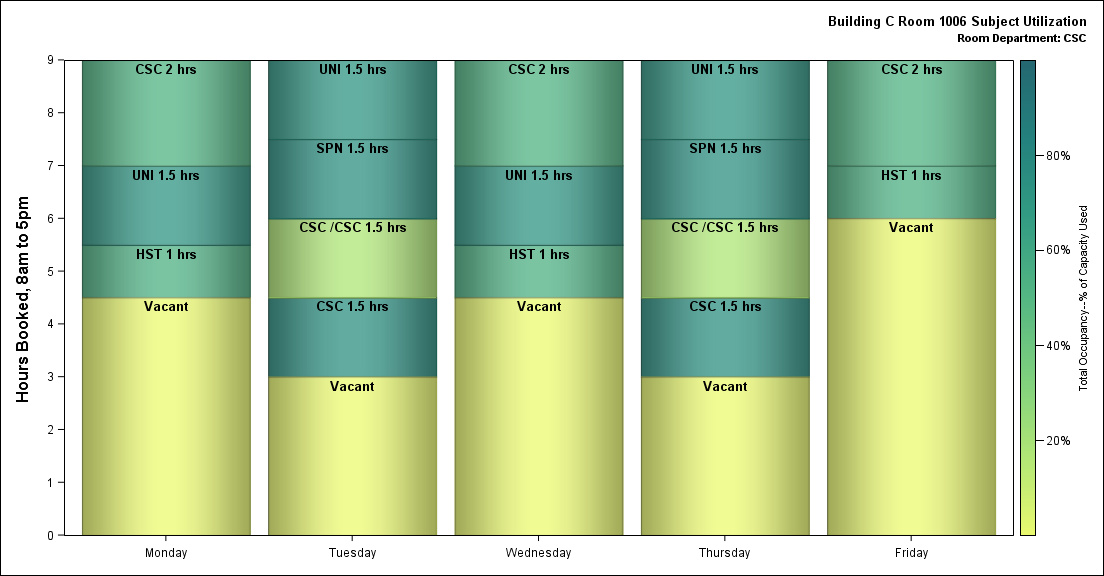 Building C Room 1006 Subject Utilization
Room Department: CSC
Hours Booked, 8am to 5pm
9
8
7
6
5
4
3
2
1
0
CSC 2 hrs
UNI 1.5 hrs
HST 1 hrs
Vacant
UNI 1.5 hrs
SPN 1.5 hrs
CSC /CSC 1.5 hrs
CSC 1.5 hrs
Vacant
CSC 2 hrs
UNI 1.5 hrs
HST 1 hrs
Vacant
UNI 1.5 hrs
SPN 1.5 hrs
CSC /CSC 1.5 hrs
CSC 1.5 hrs
Vacant
CSC 2 hrs
HST 1 hrs
Vacant
Monday
Tuesday
Wednesday
Thursday
Friday
80%
60%
40%
20%
Total Occupancy--% of Capacity Used